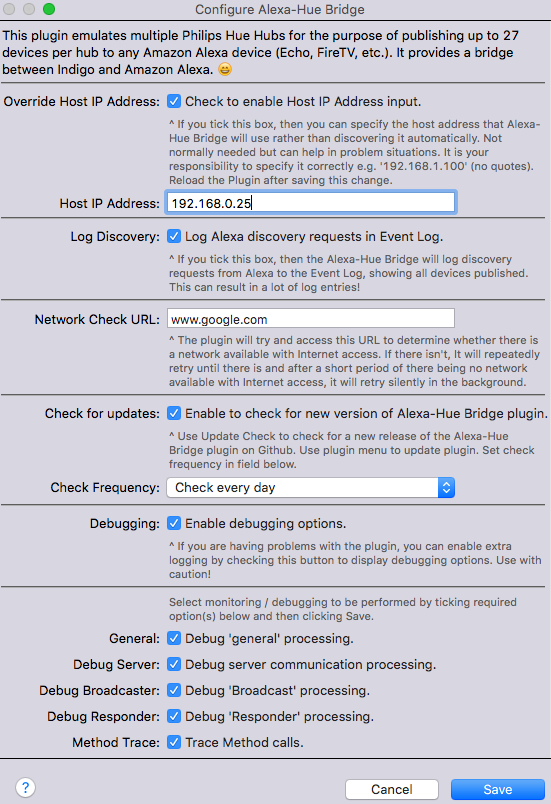 Configure Alexa-Hue Bridge
This plugin emulates multiple Philips Hue Hubs for the purpose of publishing up to 27
devices per hub to any Amazon Alexa device (Echo, FireTV, etc.). It provides a bridge
between Indigo and Amazon Alexa. 😄
Override Host IP Address: Check to enable Host IP Address input.
^ If you tick this box, then you can specify the host address that Alexa-
Hue Bridge will use rather than discovering it automatically. Not
normally needed but can help in problem situations. It is your
responsibility to specify it correctly e.g. '192.168.1.100' (no quotes).
Reload the Plugin after saving this change.
Host IP Address: 192.168.0.25
Log Discovery: Log Alexa discovery requests in Event Log.
^ If you tick this box, then the Alexa-Hue Bridge will log discovery
requests from Alexa to the Event Log, showing all devices published.
This can result in a lot of log entries!
Network Check URL: www.google.com
^ The plugin will try and access this URL to determine whether there is
a network available with Internet access. If there isn't, It will repeatedly
retry until there is and after a short period of there being no network
available with Internet access, it will retry silently in the background.
Check for updates: Enable to check for new version of Alexa-Hue Bridge plugin.
^ Use Update Check to check for a new release of the Alexa-Hue
Bridge plugin on Github. Use plugin menu to update plugin. Set check
frequency in field below.
Check Frequency: Check every day
Debugging: Enable debugging options.
^ If you are having problems with the plugin, you can enable extra
logging by checking this button to display debugging options. Use with
caution!
Select monitoring / debugging to be performed by ticking required
option(s) below and then clicking Save.
General: Debug 'general' processing.
Debug Server: Debug server communication processing.
Debug Broadcaster: Debug 'Broadcast' processing.
Debug Responder: Debug 'Responder' processing.
Method Trace: Trace Method calls.
? Cancel Save